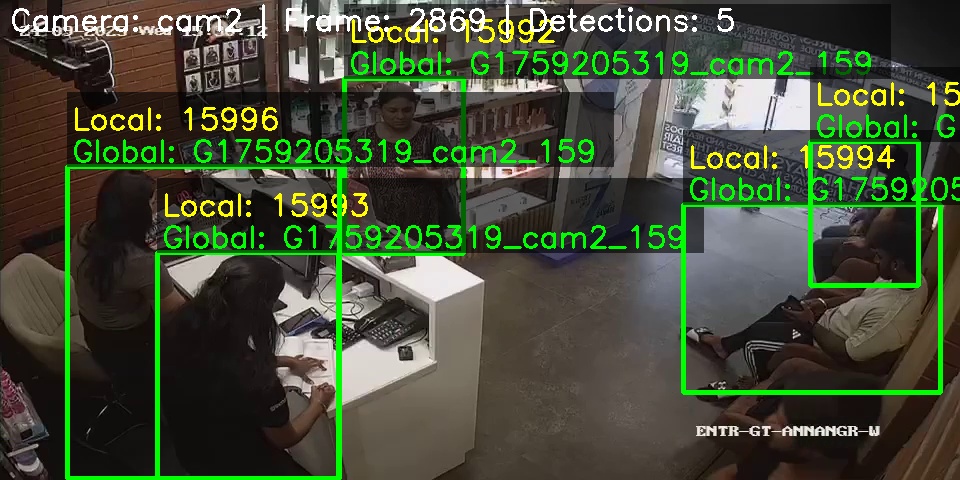 Camera: cam2 | Frame: 2869 | Detections: 5
Local: 15992
Global: G1759205319_cam2_159
Local: 15
Global: G
Local: 15996
Global: G1759205319_cam2_159
Local: 15994
Global: G1759205
Local: 15993
Global: G1759205319_cam2_159
ENTR-GT-ANNANGR-W